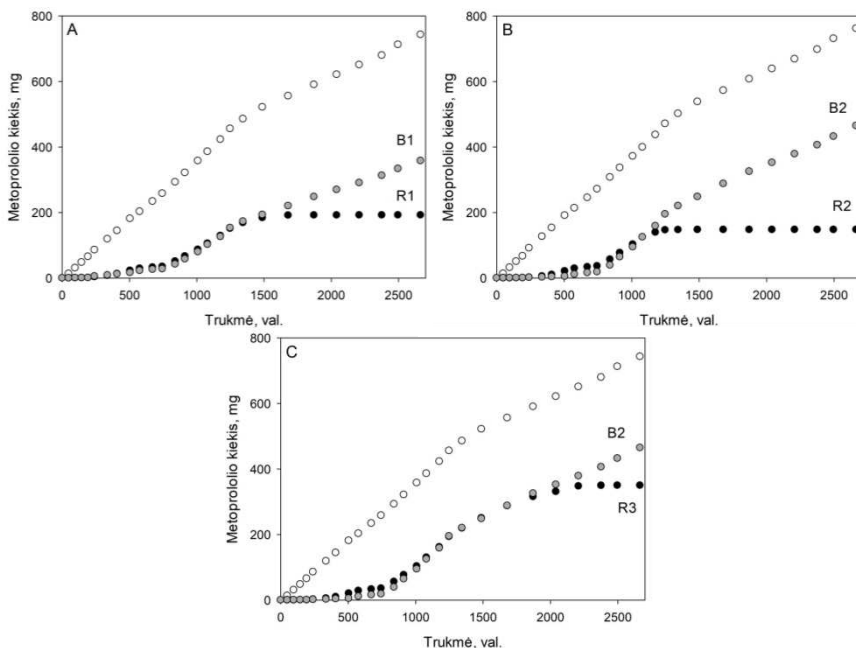 A
Metoprololio kiekis, mg
800
600
400
200
0
B1
R1
0 500 1000 1500 2000 2500
Trukmė, val.
B
Metoprololio kiekis, mg
800
600
400
200
0
B2
R2
0 500 1000 1500 2000 2500
Trukmė, val.
C
Metoprololio kiekis, mg
800
600
400
200
0
B2
R3
0 500 1000 1500 2000 2500
Trukmė, val.